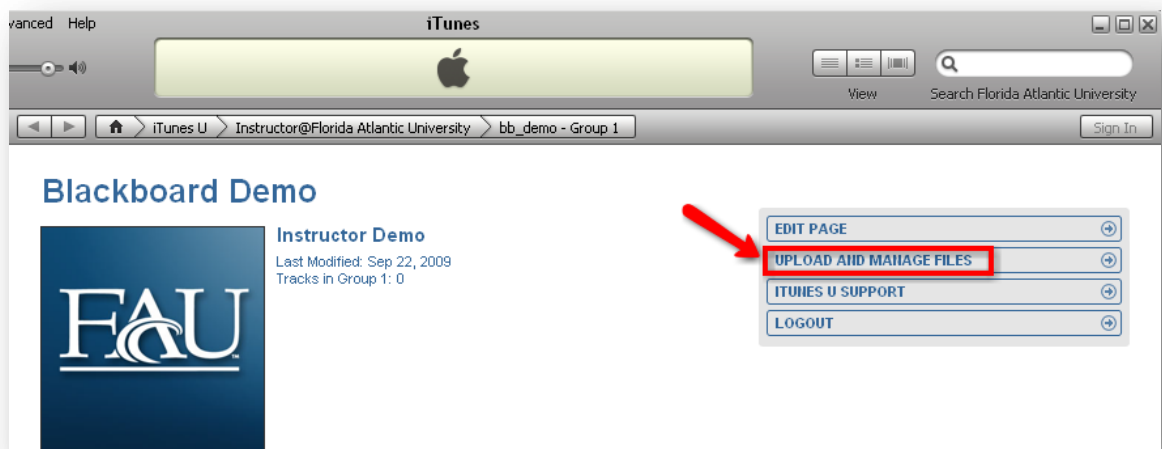 vanced Help
iTunes
View
Search Florida Atlantic University
iTunes U
Instructor@Florida Atlantic University
bb_demo - Group 1
Sign In
Blackboard Demo
Instructor Demo
Last Modified: Sep 22, 2009
Tracks in Group 1: 0
FAU
EDIT PAGE
UPLOAD AND MANAGE FILES
ITUNES U SUPPORT
LOGOUT